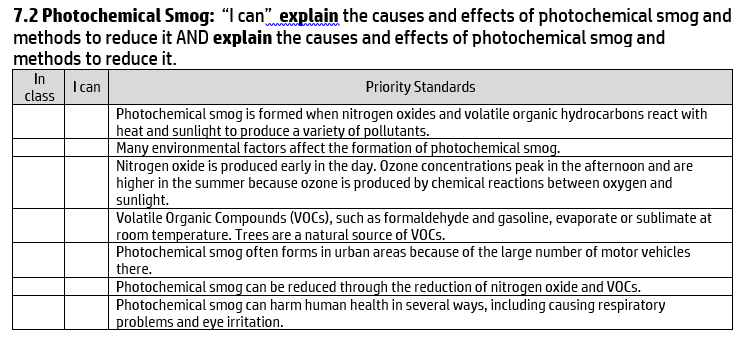 7.2 Photochemical Smog: “I can” explain the causes and effects of photochemical smog and
methods to reduce it AND explain the causes and effects of photochemical smog and
methods to reduce it.
In
class
I can
Priority Standards
Photochemical smog is formed when nitrogen oxides and volatile organic hydrocarbons react with
heat and sunlight to produce a variety of pollutants.
Many environmental factors affect the formation of photochemical smog.
Nitrogen oxide is produced early in the day. Ozone concentrations peak in the afternoon and are
higher in the summer because ozone is produced by chemical reactions between oxygen and
sunlight.
Volatile Organic Compounds (VOCs), such as formaldehyde and gasoline, evaporate or sublimate at
room temperature. Trees are a natural source of VOCs.
Photochemical smog often forms in urban areas because of the large number of motor vehicles
there.
Photochemical smog can be reduced through the reduction of nitrogen oxide and VOCs.
Photochemical smog can harm human health in several ways, including causing respiratory
problems and eye irritation.